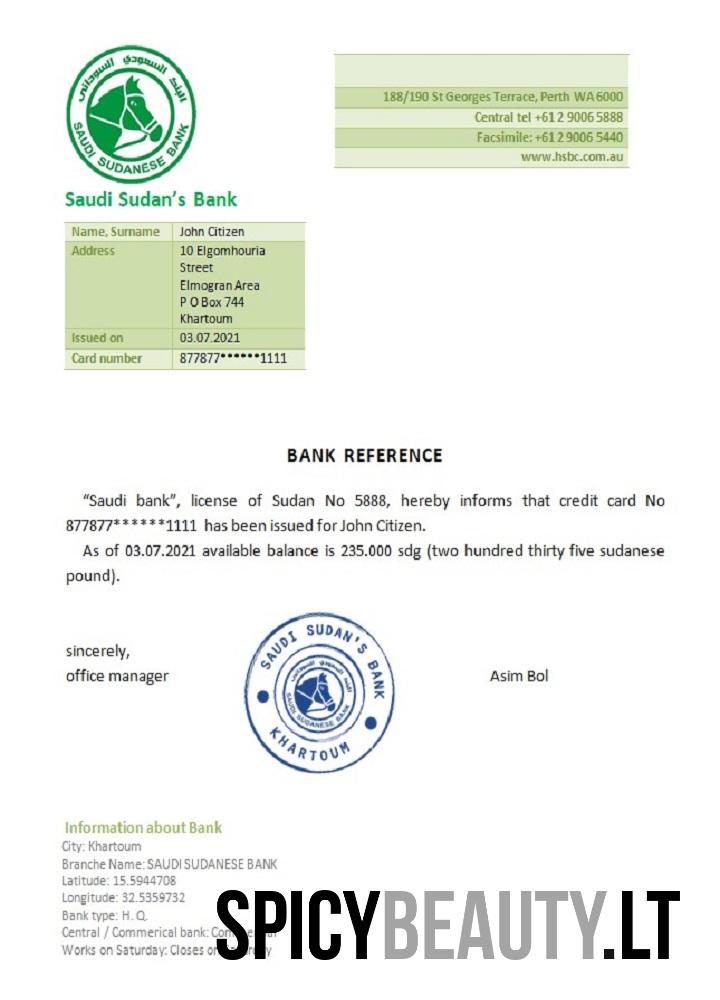 البنك السعودي السوداني
SAUDI SUDANESE BANK
188/190 St Georges Terrace, Perth WA 6000
Central tel +61 2 9006 5888
Facsimile: +61 2 9006 5440
www.hsbc.com.au
Saudi Sudan's Bank
Name, Surname John Citizen
Address 10 Elgomhouria
Street
Elmogran Area
P O Box 744
Khartoum
Issued on 03.07.2021
Card number 877877******1111
BANK REFERENCE
“Saudi bank”, license of Sudan No 5888, hereby informs that credit card No
877877******1111 has been issued for John Citizen.
As of 03.07.2021 available balance is 235.000 sdg (two hundred thirty five sudanese
pound).
sincerely,
office manager
SAUDI SUDAN'S BANK
البنك السعودي السوداني
SAUDI SUDANESE BANK
KHARTOUM
Asim Bol
Information about Bank
City: Khartoum
Branche Name: SAUDI SUDANESE BANK
Latitude: 15.5944708
Longitude: 32.5359732
Bank type: H. Q.
Central / Commerical bank:
Works on Saturday: Closes
SPICYBEAUTY.LT